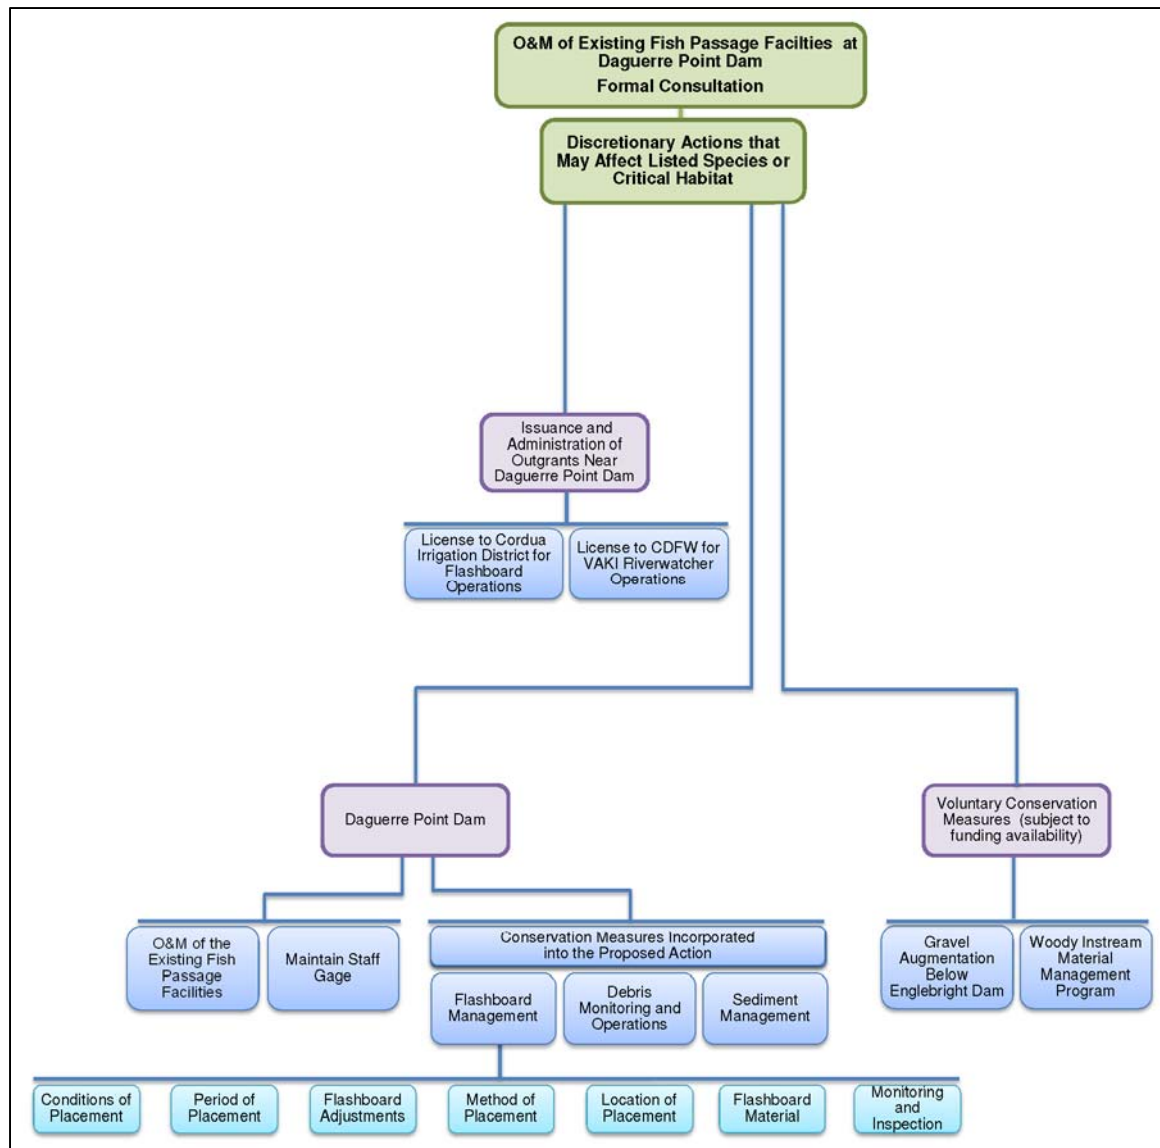 O&M of Existing Fish Passage Facilties at
Daguerre Point Dam
Formal Consultation
Discretionary Actions that
May Affect Listed Species or
Critical Habitat
Issuance and
Administration of
Outgrants Near
Daguerre Point Dam
License to Cordua
Irrigation District for
Flashboard
Operations
License to CDFW for
VAKI Riverwatcher
Operations
Daguerre Point Dam
Voluntary Conservation
Measures (subject to
funding availability)
O&M of the
Existing Fish
Passage
Facilities
Maintain Staff
Gage
Conservation Measures Incorporated
into the Proposed Action
Flashboard
Management
Debris
Monitoring and
Operations
Sediment
Management
Gravel
Augmentation
Below
Englebright Dam
Woody Instream
Material
Management
Program
Conditions of
Placement
Period of
Placement
Flashboard
Adjustments
Method of
Placement
Location of
Placement
Flashboard
Material
Monitoring
and
Inspection